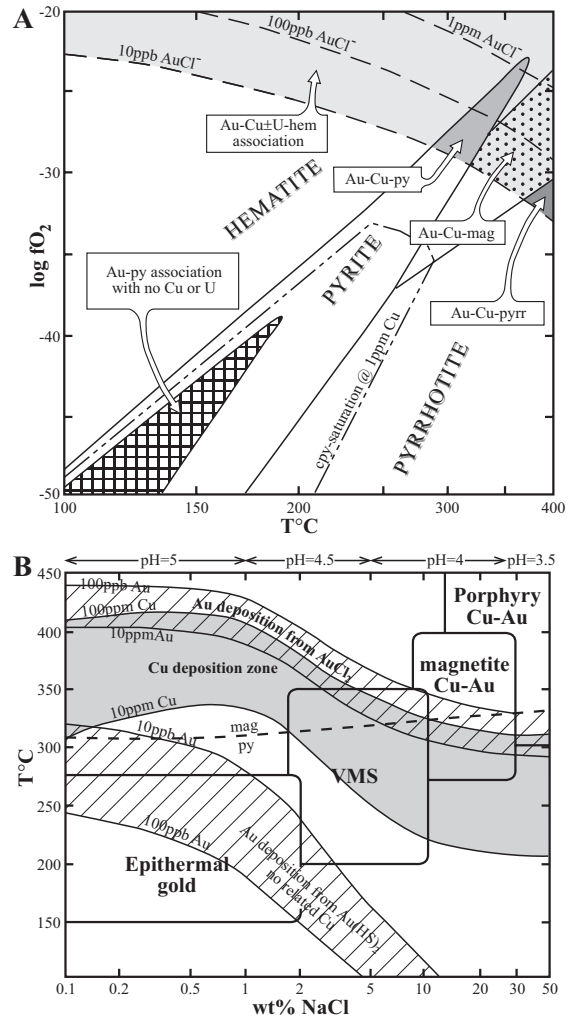 A
-20
-30
-40
-50
log fO2
100
150
200
300
400
T°C
10ppb AuCl-
100ppb AuCl-
1ppm AuCl-
Au-Cu±U-hem
association
Au-Cu-py
Au-Cu-mag
Au-Cu-pyrr
HEMATITE
PYRITE
PYRRHOTITE
Au-py association
with no Cu or U
cpy-saturation @ 1ppm Cu
B
pH=5
pH=4.5
pH=4
pH=3.5
450
400
350
300
250
200
150
T°C
100ppb Au
100ppm Cu
10ppmAu
Au deposition from AuCl2-
Cu deposition zone
10ppm Cu
10ppb Au
mag
py
100ppb Au
Porphyry
Cu-Au
magnetite
Cu-Au
VMS
Epithermal
gold
Au deposition from Au(HS)2-
no related Cu
0.1
0.2
0.5
1
2
5
10
20
30
50
wt% NaCl